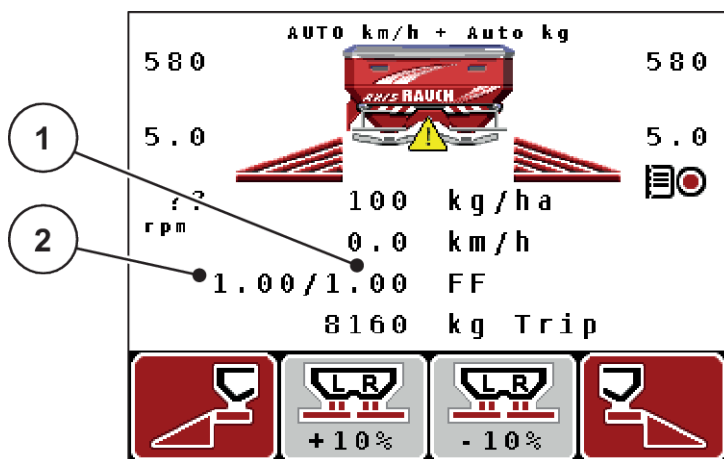 AUTO km/h + Auto kg
580
580
AXIS RAUCH
5.0
5.0
1
??
100 kg/ha
rpm
2
0.0 km/h
1.00/1.00 FF
8160 kg Trip
L R
L R
+10%
-10%